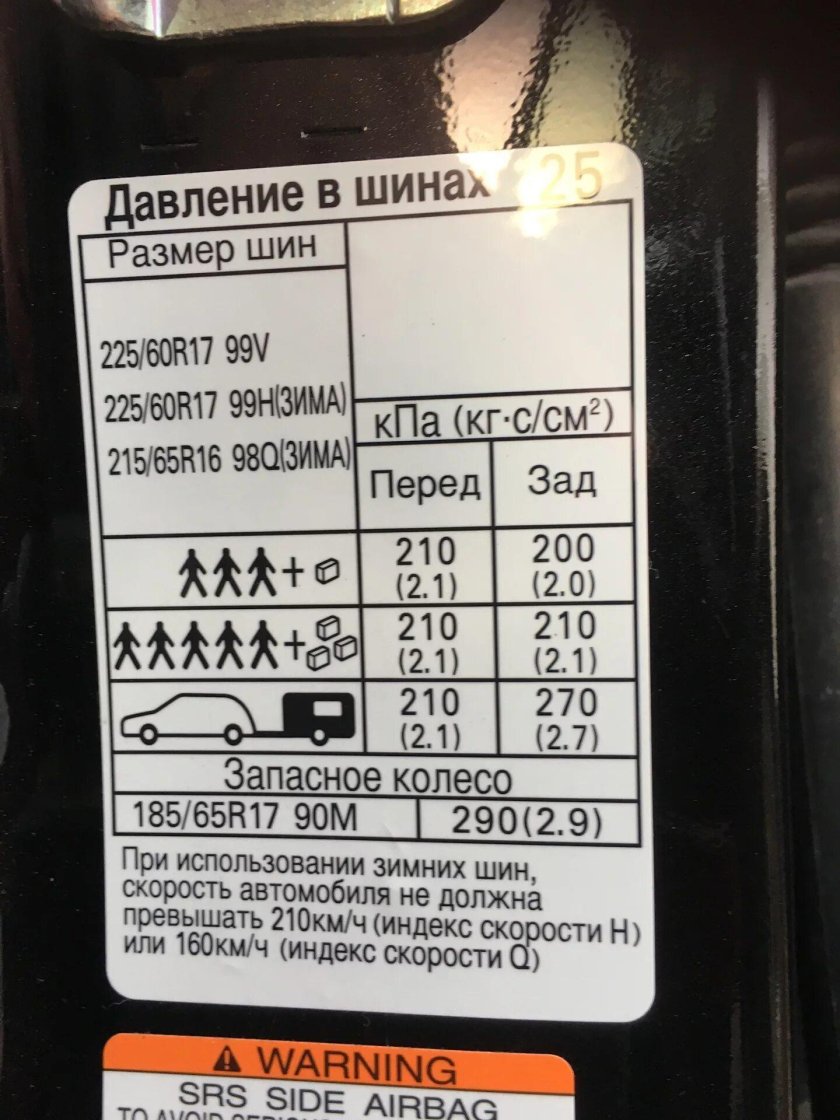 Давление в шинах 25
Размер шин
225/60R17 99V
225/60R17 99H(ЗИМА)
215/65R16 98Q(ЗИМА)
кПа (кг·с/см²)
Перед Зад
+ 210 200
(2.1) (2.0)
+ 210 210
(2.1) (2.1)
210 270
(2.1) (2.7)
Запасное колесо
185/65R17 90M 290(2.9)
При использовании зимних шин,
скорость автомобиля не должна
превышать 210км/ч (индекс скорости H)
или 160км/ч (индекс скорости Q)
WARNING
SRS SIDE AIRBAG
TO AVOID